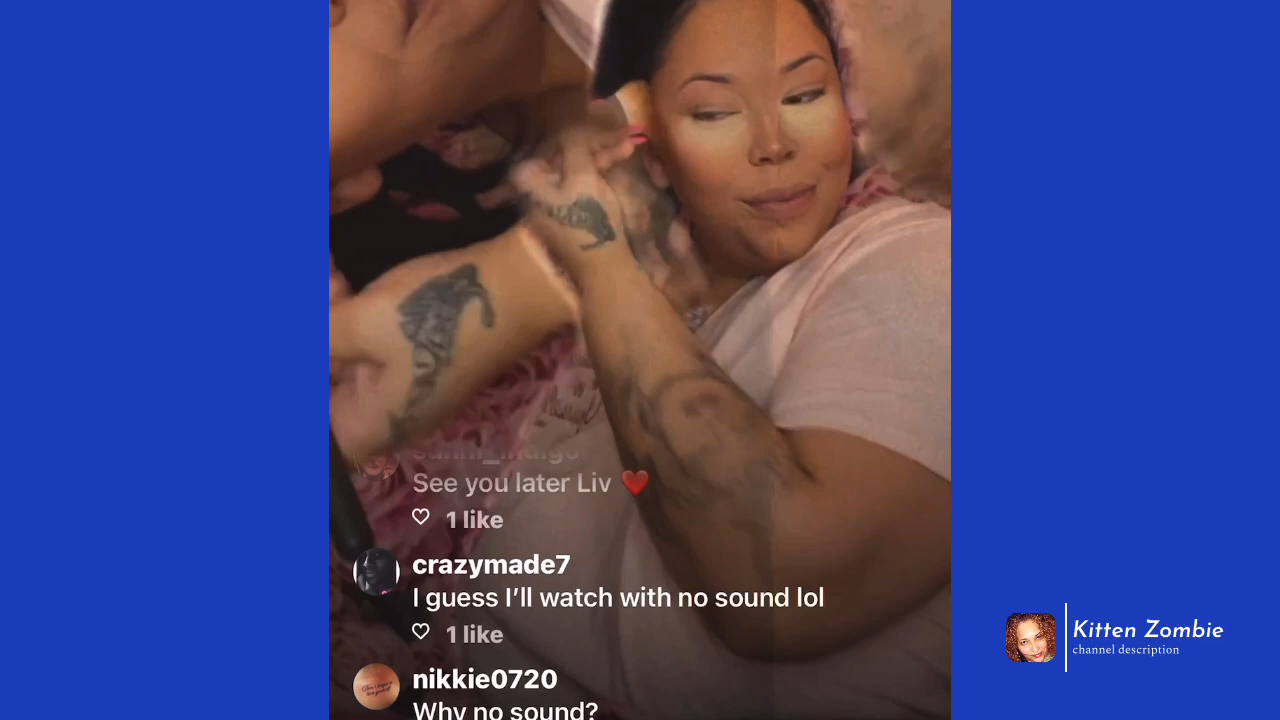 sunni_indigo
See you later Liv ❤️
1 like
crazymade7
I guess I’ll watch with no sound lol
1 like
nikkie0720
Why no sound?
Kitten Zombie
channel description